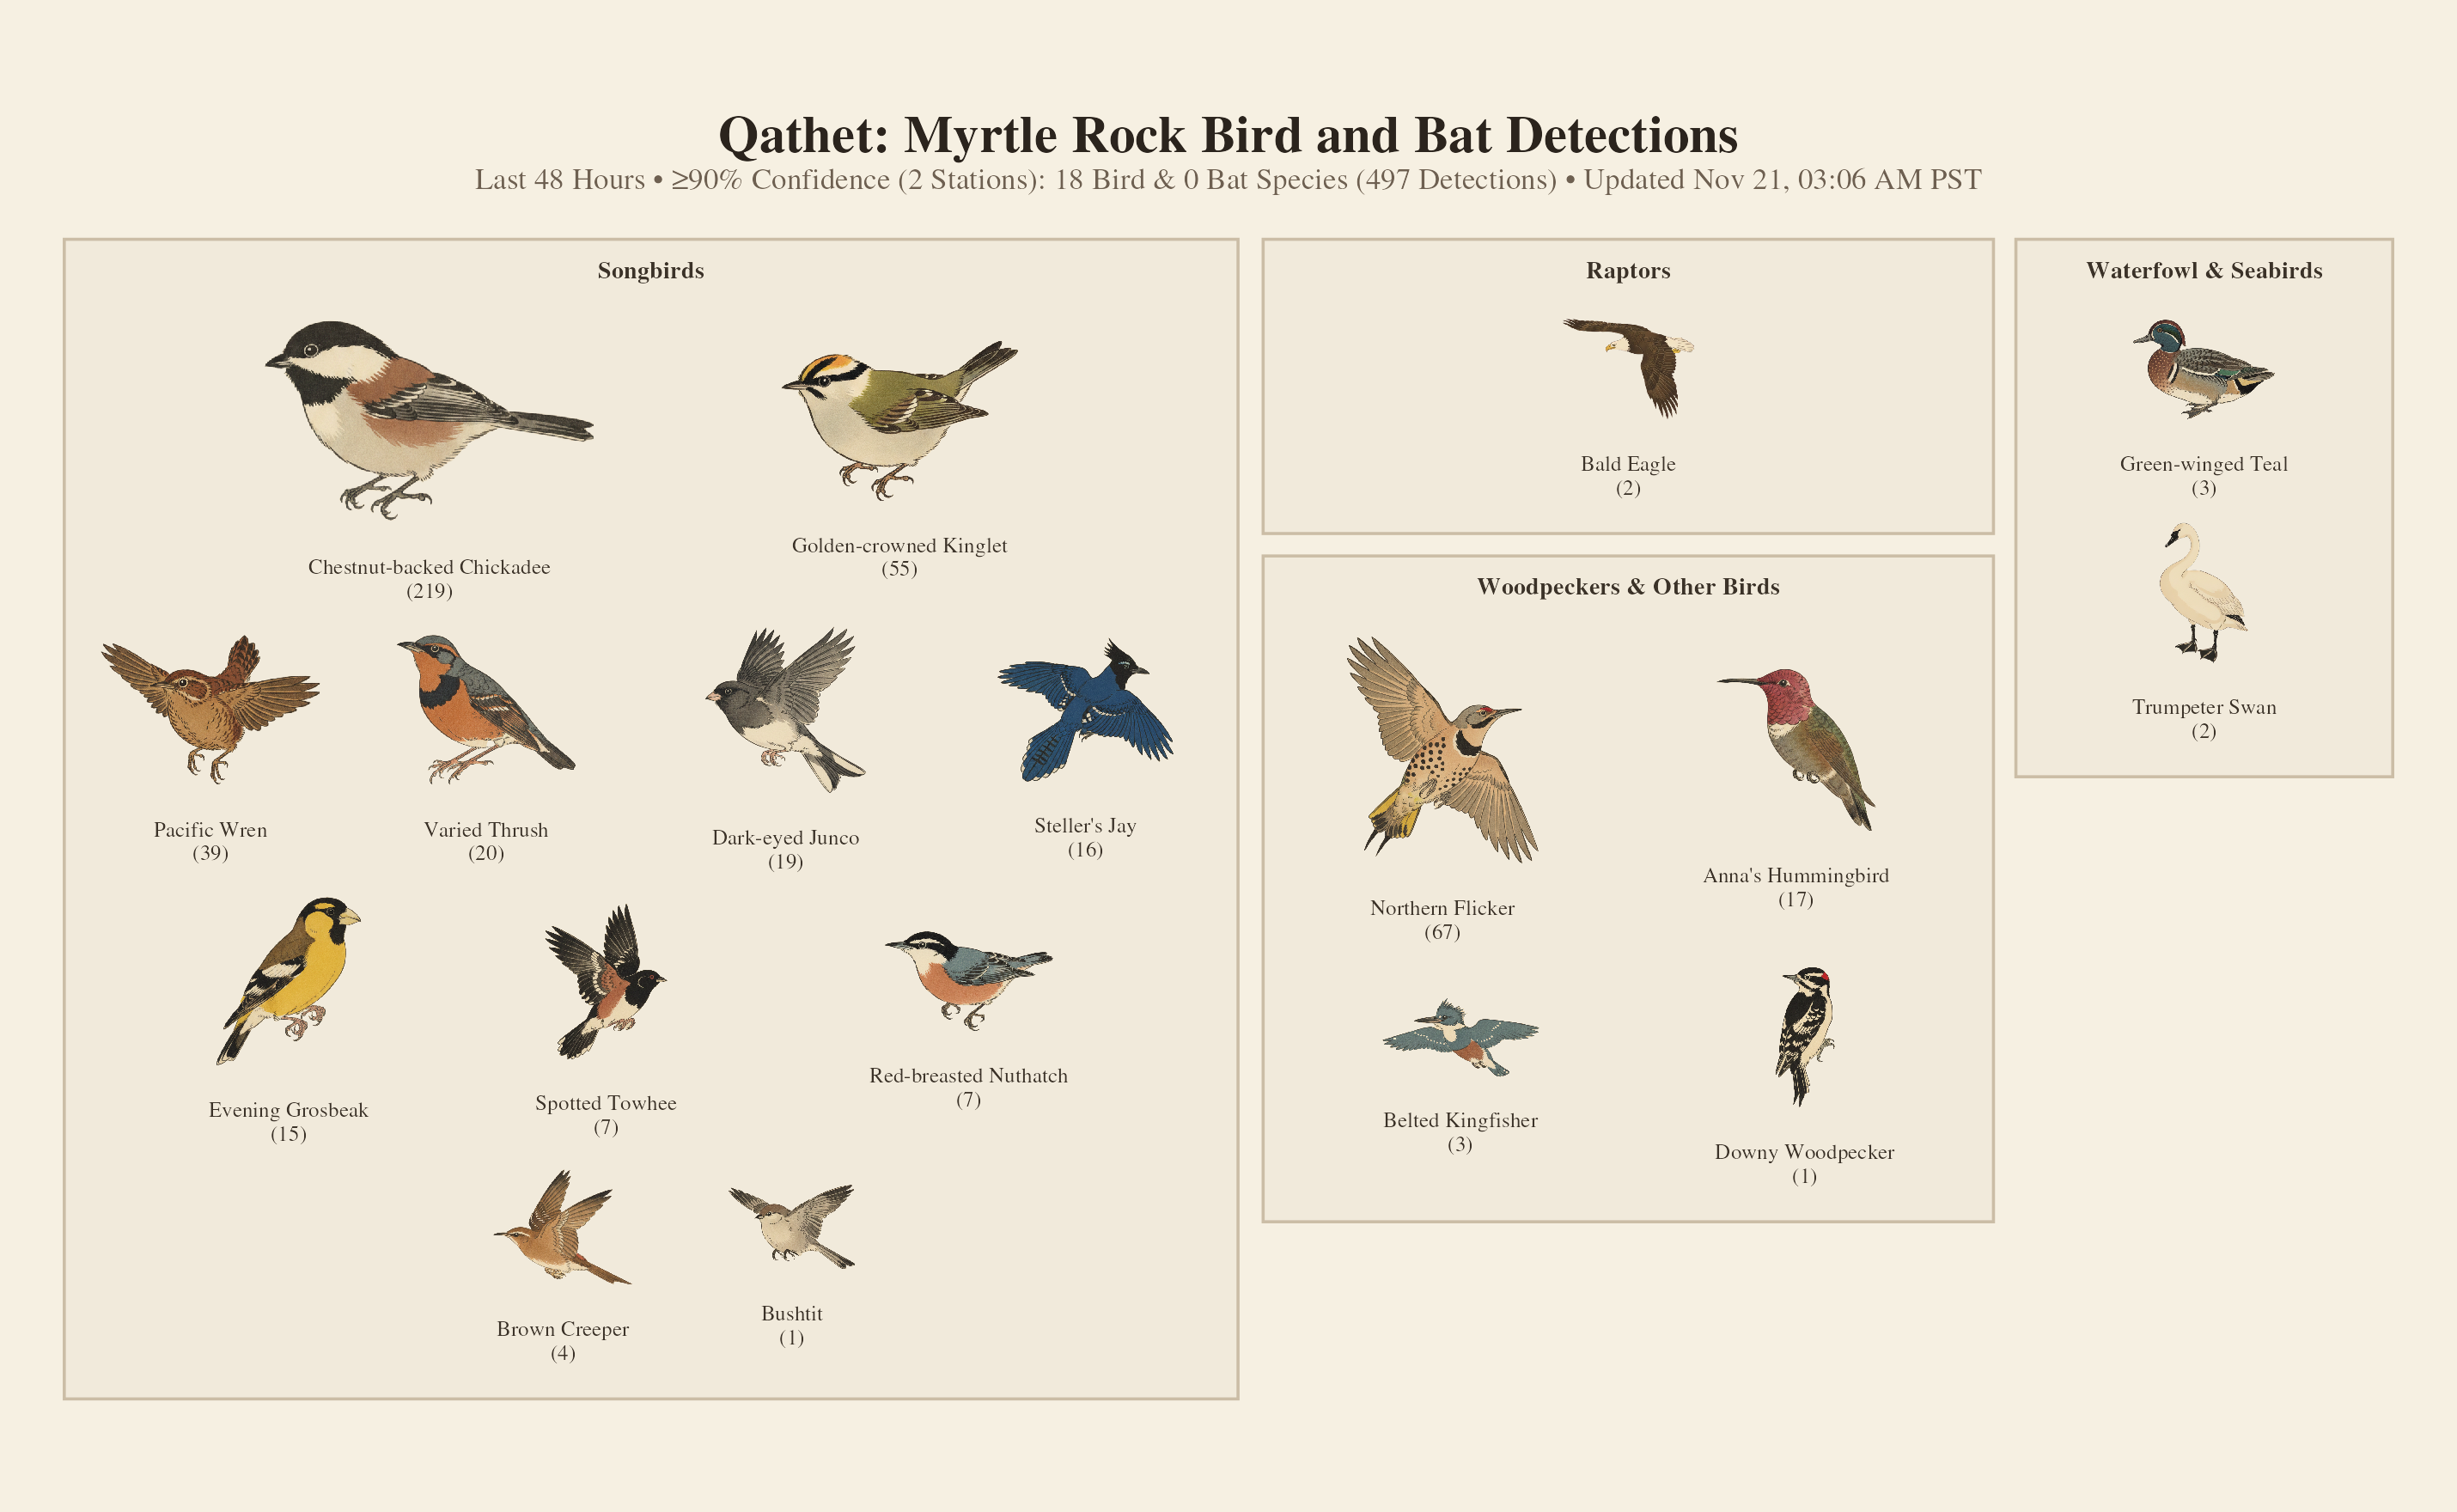 Qathet: Myrtle Rock Bird and Bat Detections
Last 48 Hours • ≥90% Confidence (2 Stations): 18 Bird & 0 Bat Species (497 Detections) • Updated Nov 21, 03:06 AM PST
Songbirds
Chestnut-backed Chickadee
(219)
Golden-crowned Kinglet
(55)
Pacific Wren
(39)
Varied Thrush
(20)
Dark-eyed Junco
(19)
Steller's Jay
(16)
Evening Grosbeak
(15)
Spotted Towhee
(7)
Red-breasted Nuthatch
(7)
Brown Creeper
(4)
Bushtit
(1)
Raptors
Bald Eagle
(2)
Woodpeckers & Other Birds
Northern Flicker
(67)
Anna's Hummingbird
(17)
Belted Kingfisher
(3)
Downy Woodpecker
(1)
Waterfowl & Seabirds
Green-winged Teal
(3)
Trumpeter Swan
(2)